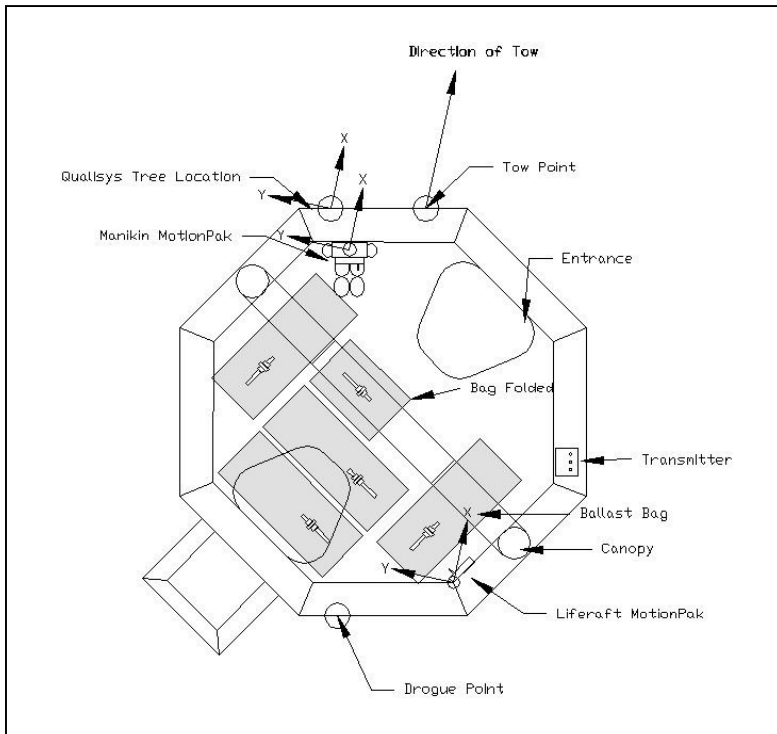 Direction of Tow
X
Qualisys Tree Location
Tow Point
X
Y
Manikin MotionPak
Y
Entrance
Bag Folded
Transmitter
X
Ballast Bag
Canopy
Y
Liferaft MotionPak
Drogue Point